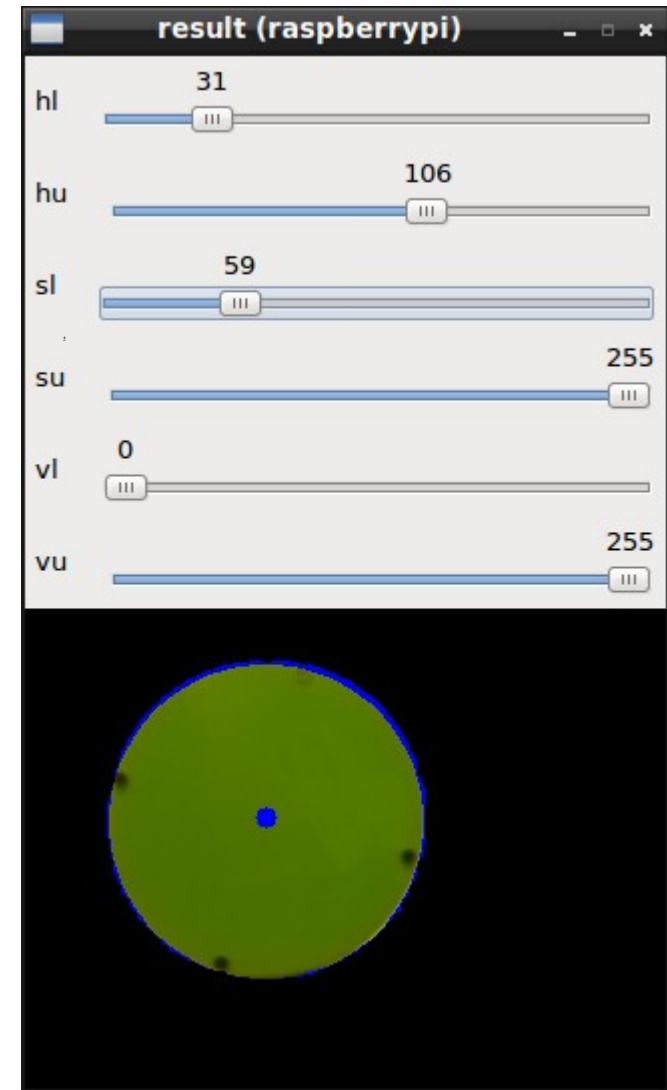 result (raspberrypi)
31
hl
106
hu
59
sl
255
su
0
vl
255
vu